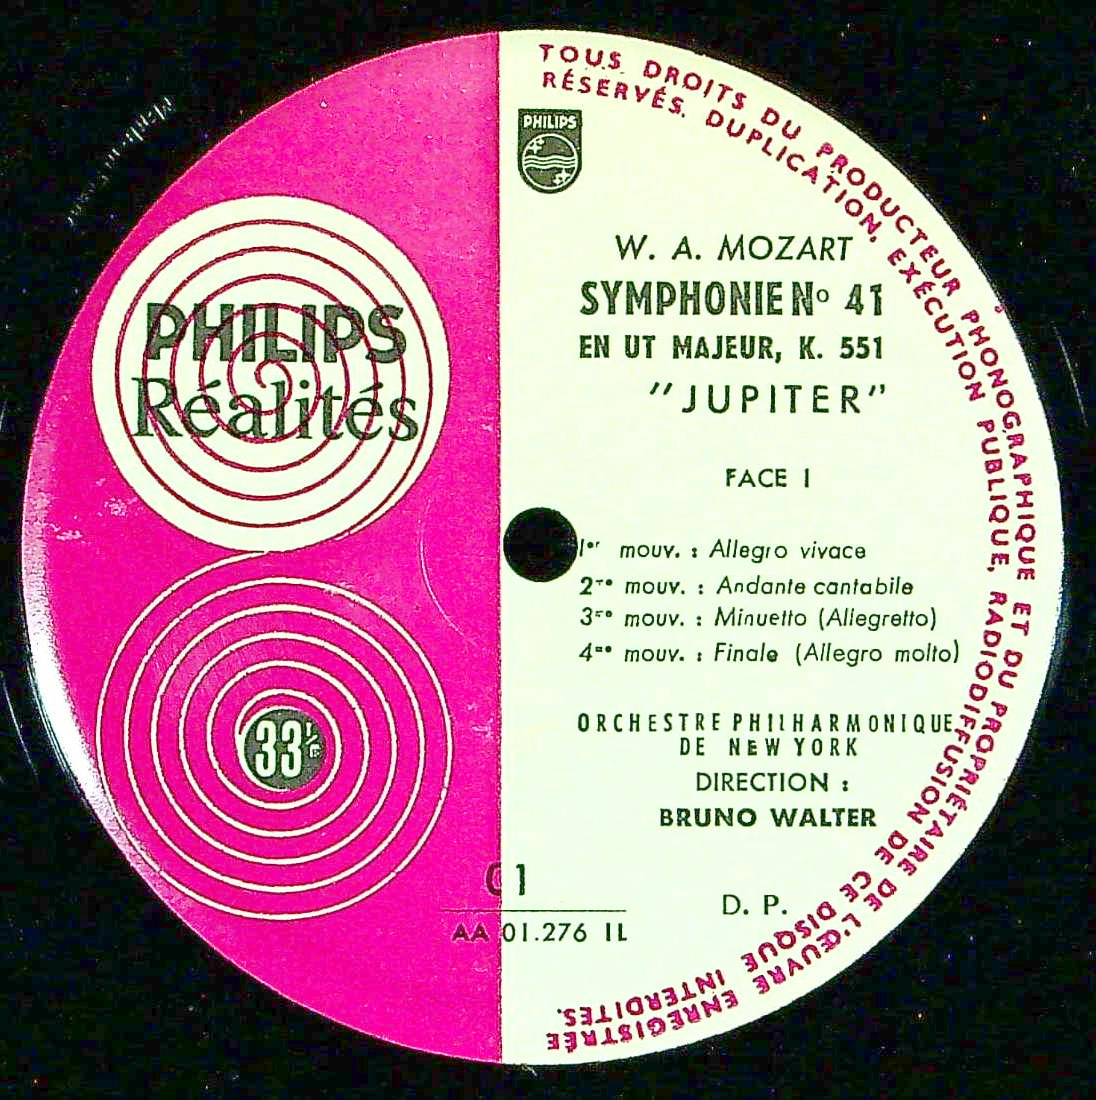 TOUS DROITS DU PRODUCTEUR PHONOGRAPHIQUE ET DU PROPRIÉTAIRE DE L'ŒUVRE ENREGISTRÉE
RÉSERVÉS. DUPLICATION, EXÉCUTION PUBLIQUE, RADIODIFFUSION DE CE DISQUE INTERDITES.
PHILIPS
W. A. MOZART
SYMPHONIE No 41
EN UT MAJEUR, K. 551
"JUPITER"
PHILIPS
Réalités
FACE 1
1er mouv. : Allegro vivace
2me mouv. : Andante cantabile
3me mouv. : Minuetto (Allegretto)
4me mouv. : Finale (Allegro molto)
33⅓
ORCHESTRE PHILHARMONIQUE
DE NEW YORK
DIRECTION :
BRUNO WALTER
D. P.
AA 01.276 1L